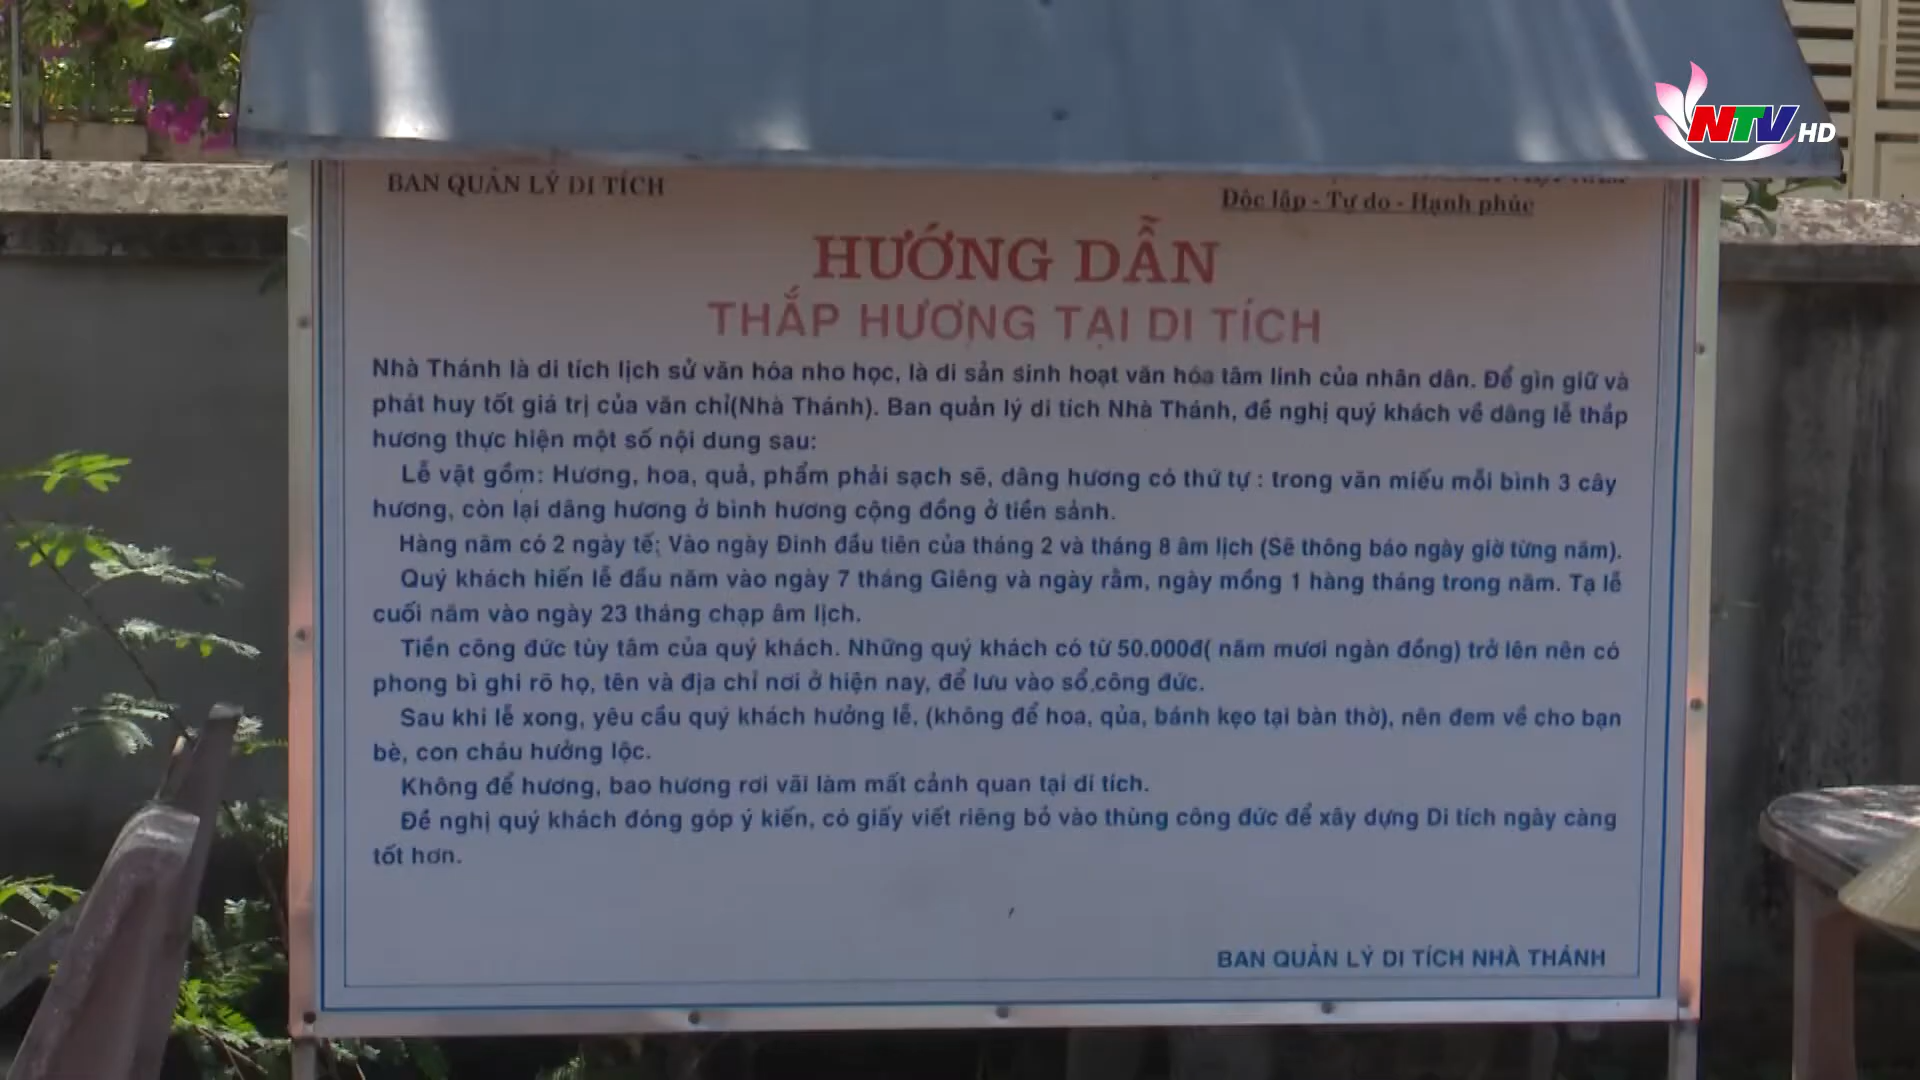 NTV HD
BAN QUẢN LÝ DI TÍCH
Độc lập - Tự do - Hạnh phúc
HƯỚNG DẪN
THẮP HƯƠNG TẠI DI TÍCH
Nhà Thánh là di tích lịch sử văn hóa nho học, là di sản sinh hoạt văn hóa tâm linh của nhân dân. Để gìn giữ và
phát huy tốt giá trị của văn chỉ(Nhà Thánh). Ban quản lý di tích Nhà Thánh, đề nghị quý khách về dâng lễ thắp
hương thực hiện một số nội dung sau:
Lễ vật gồm: Hương, hoa, quả, phẩm phải sạch sẽ, dâng hương có thứ tự : trong văn miếu mỗi bình 3 cây
hương, còn lại dâng hương ở bình hương cộng đồng ở tiền sảnh.
Hàng năm có 2 ngày tế; Vào ngày Đinh đầu tiên của tháng 2 và tháng 8 âm lịch (Sẽ thông báo ngày giờ từng năm).
Quý khách hiến lễ đầu năm vào ngày 7 tháng Giêng và ngày rằm, ngày mồng 1 hàng tháng trong năm. Tạ lễ
cuối năm vào ngày 23 tháng chạp âm lịch.
Tiền công đức tùy tâm của quý khách. Những quý khách có từ 50.000đ( năm mươi ngàn đồng) trở lên nên có
phong bì ghi rõ họ, tên và địa chỉ nơi ở hiện nay, để lưu vào sổ công đức.
Sau khi lễ xong, yêu cầu quý khách hưởng lễ, (không để hoa, qủa, bánh kẹo tại bàn thờ), nên đem về cho bạn
bè, con cháu hưởng lộc.
Không để hương, bao hương rơi vãi làm mất cảnh quan tại di tích.
Đề nghị quý khách đóng góp ý kiến, có giấy viết riêng bỏ vào thùng công đức để xây dựng Di tích ngày càng
tốt hơn.
BAN QUẢN LÝ DI TÍCH NHÀ THÁNH